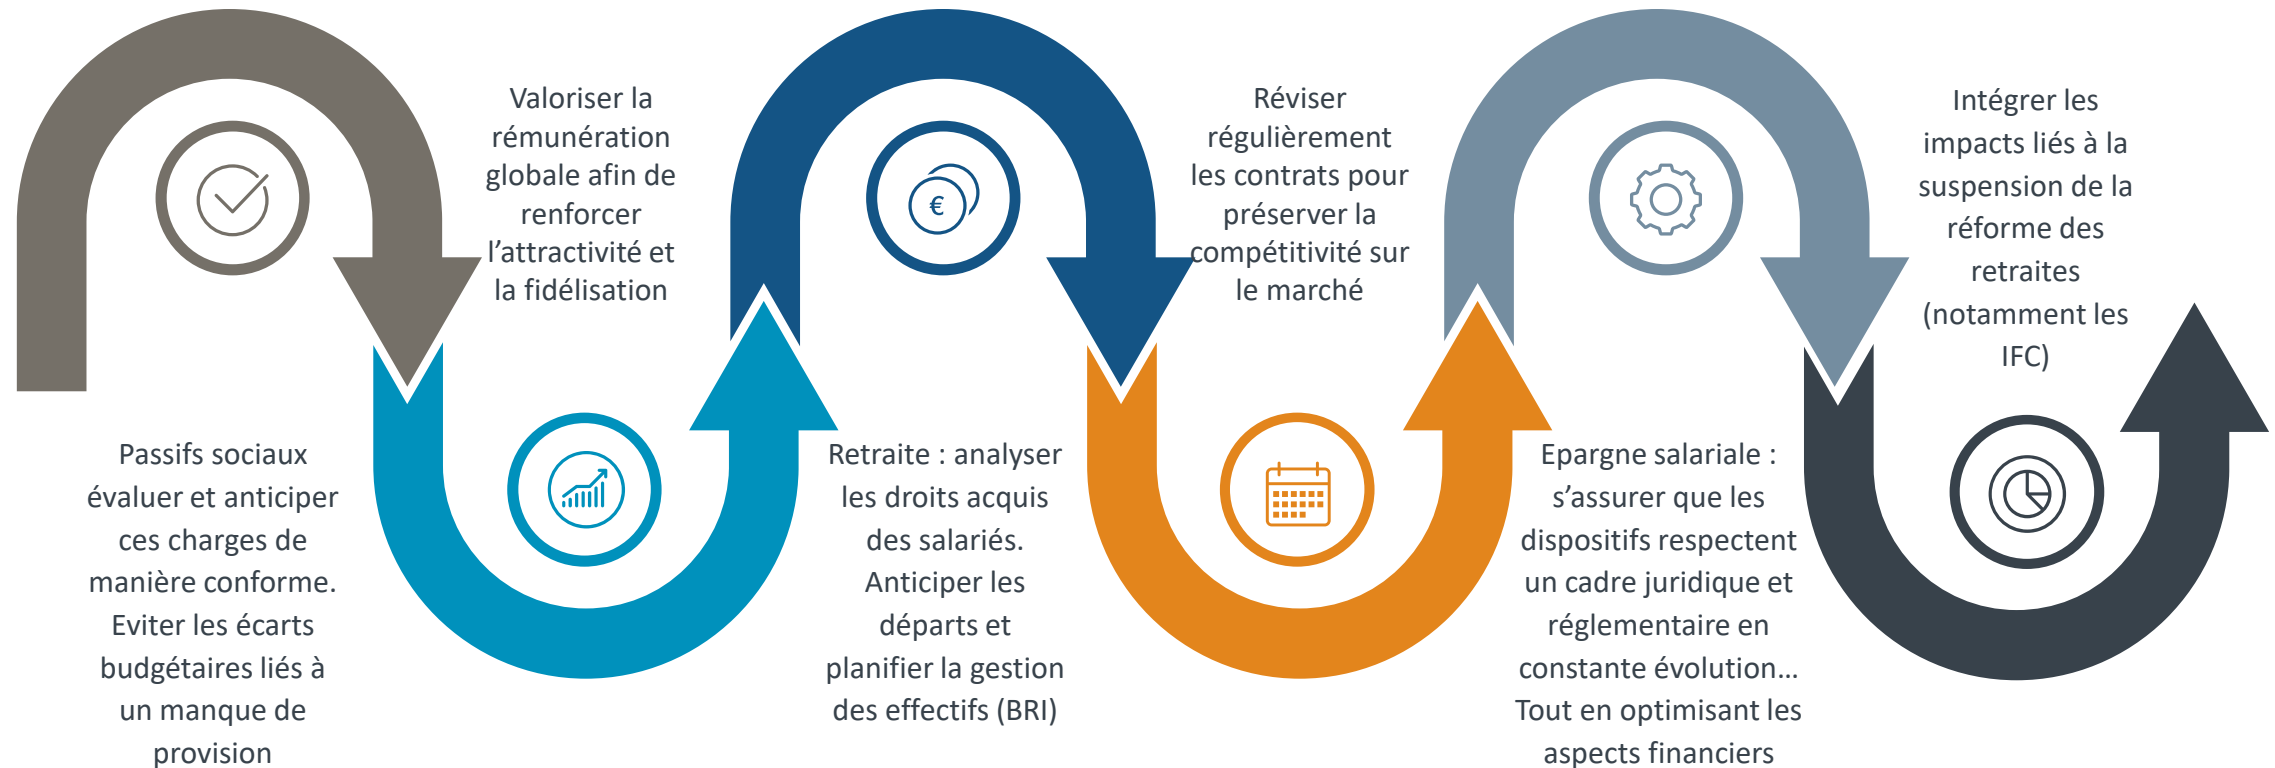 Passifs sociaux
évaluer et anticiper
ces charges de
manière conforme.
Eviter les écarts
budgétaires liés à
un manque de
provision
Valoriser la
rémunération
globale afin de
renforcer
l’attractivité et
la fidélisation
€
Retraite : analyser
les droits acquis
des salariés.
Anticiper les
départs et
planifier la gestion
des effectifs (BRI)
Réviser
régulièrement
les contrats pour
préserver la
compétitivité sur
le marché
Epargne salariale :
s’assurer que les
dispositifs respectent
un cadre juridique et
réglementaire en
constante évolution…
Tout en optimisant les
aspects financiers
Intégrer les
impacts liés à la
suspension de la
réforme des
retraites
(notamment les
IFC)